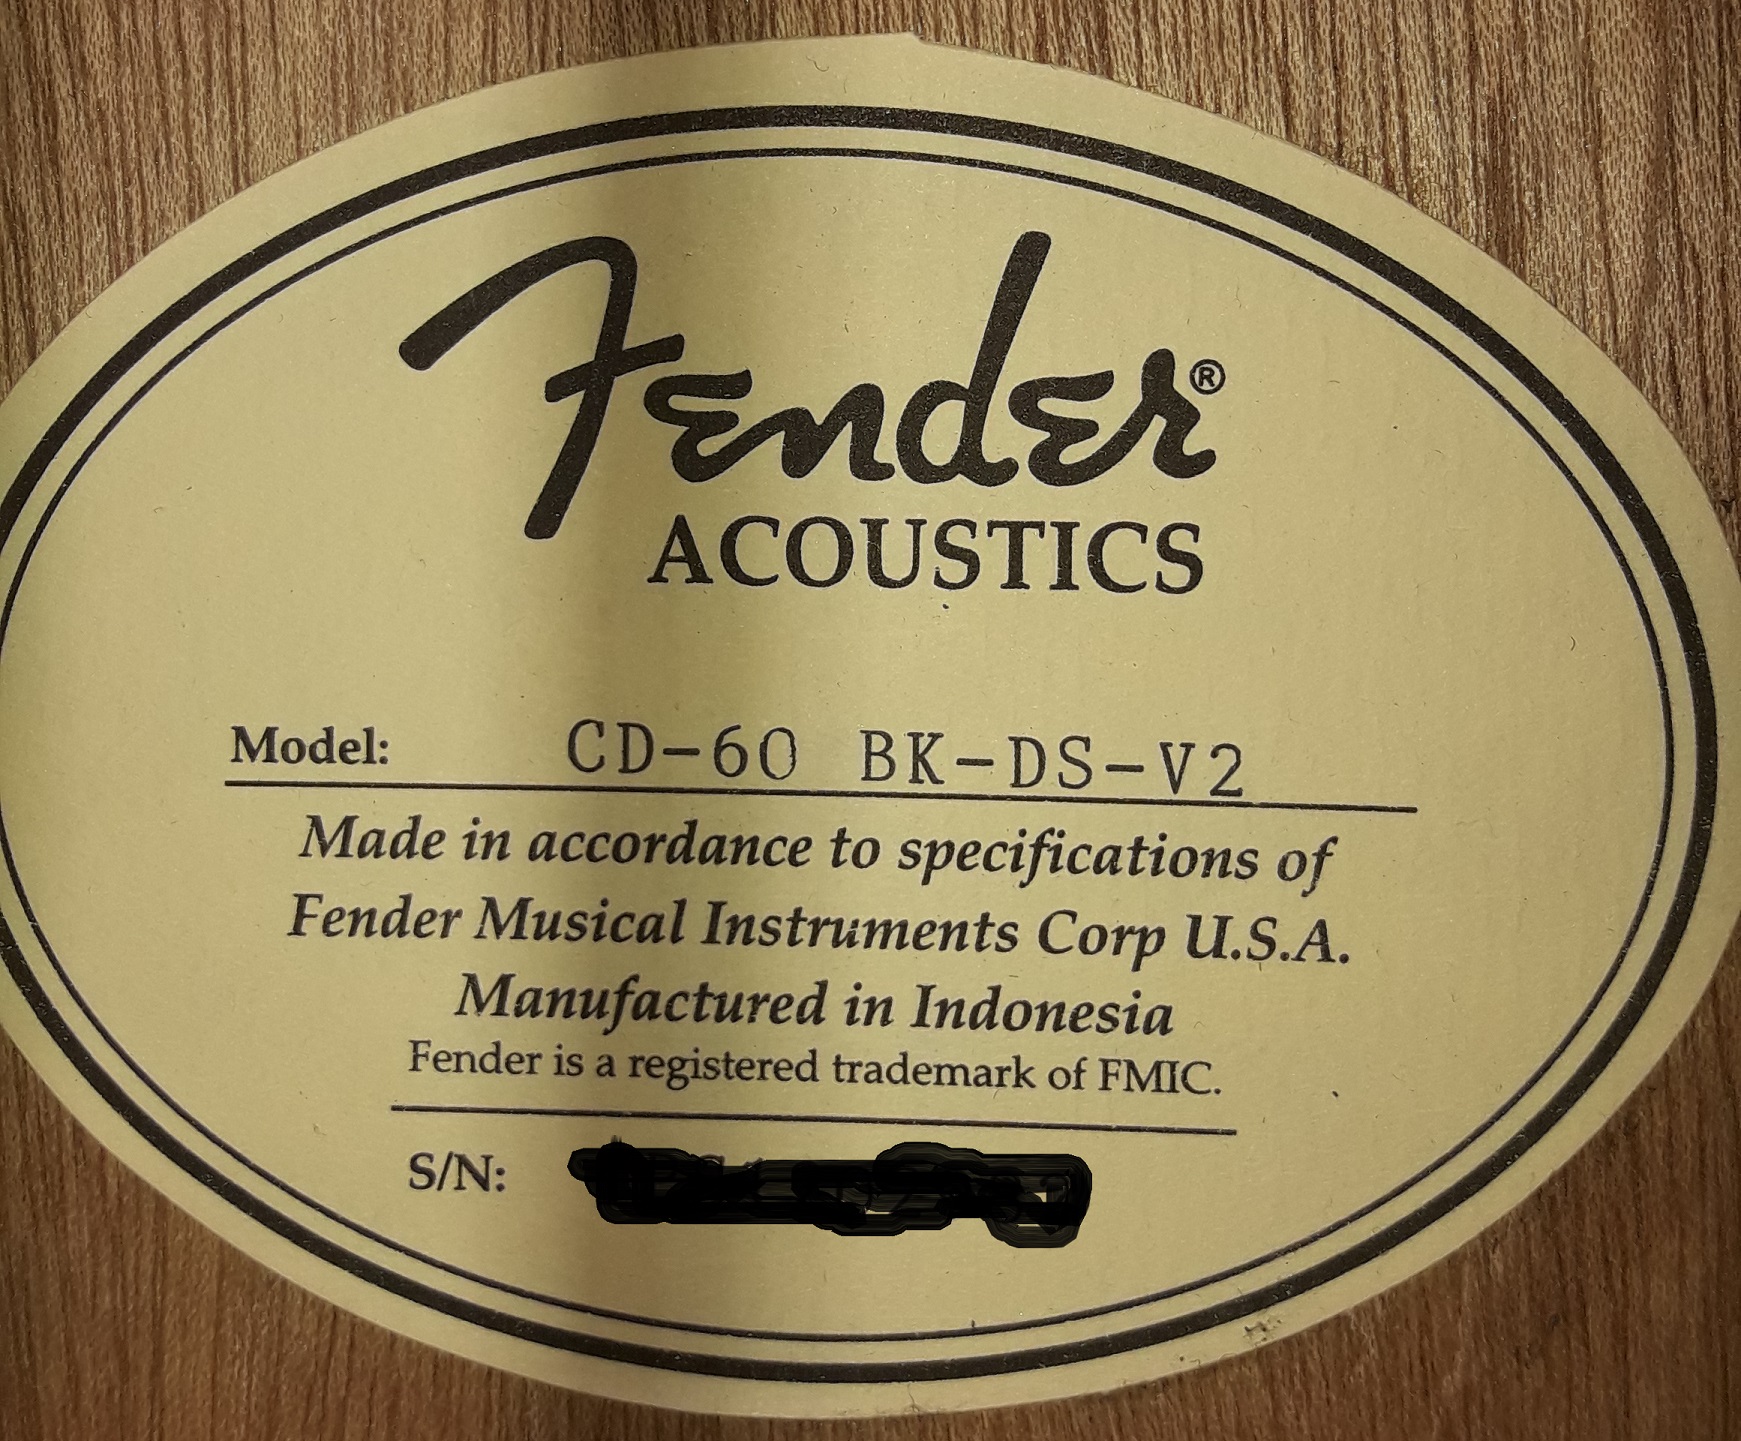 Fender®
ACOUSTICS
Model: CD-60 BK-DS-V2
Made in accordance to specifications of
Fender Musical Instruments Corp U.S.A.
Manufactured in Indonesia
Fender is a registered trademark of FMIC.
S/N: